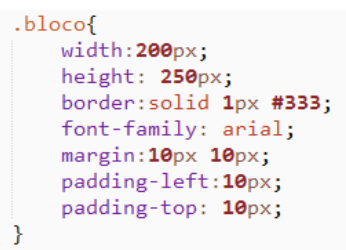 .bloco{
width:200px;
height: 250px;
border:solid 1px #333;
font-family: arial;
margin:10px 10px;
padding-left:10px;
padding-top: 10px;
}